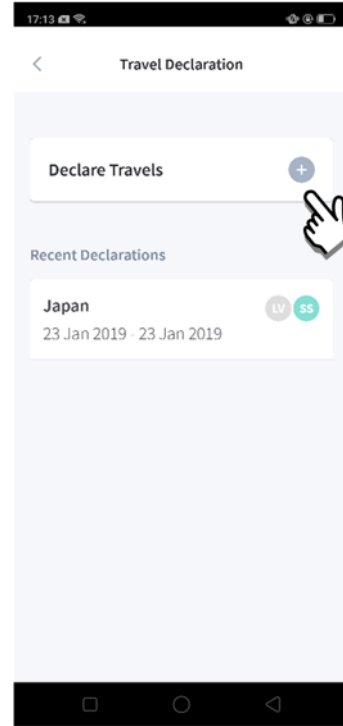 17:13
Travel Declaration
Declare Travels
Recent Declarations
Japan
LV SS
23 Jan 2019 - 23 Jan 2019